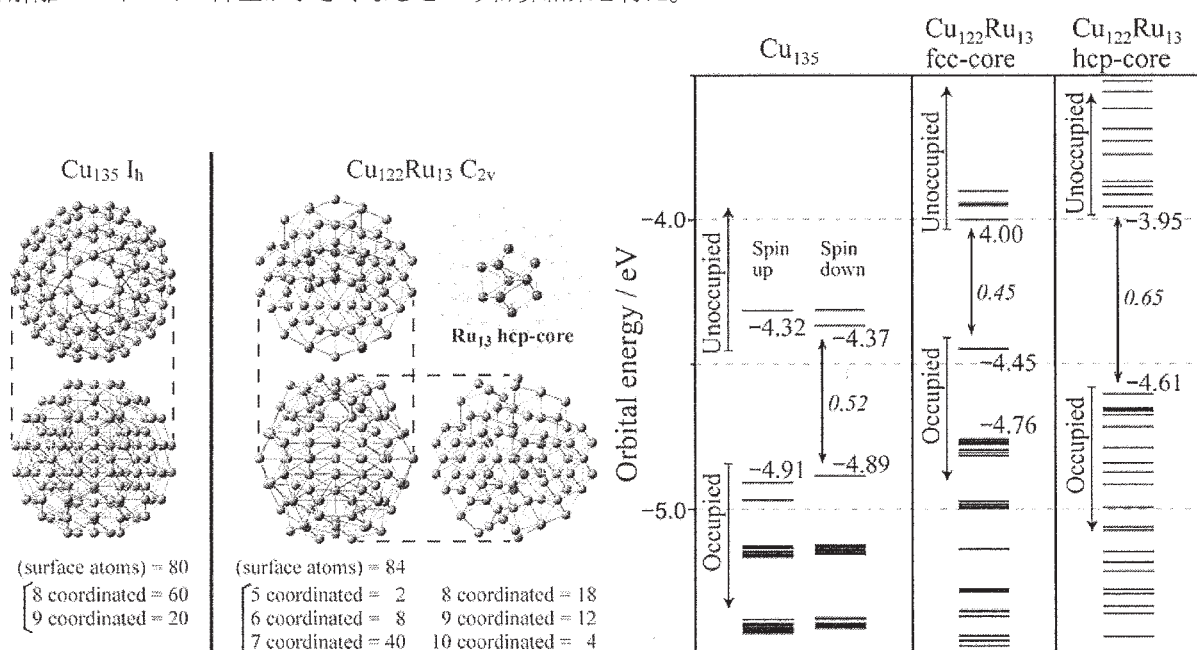 Cu₁₃₅ I_h
Cu₁₂₂Ru₁₃ C₂ᵥ
Ru₁₃ hcp-core
(surface atoms) = 80
8 coordinated = 60
9 coordinated = 20
(surface atoms) = 84
5 coordinated = 2
6 coordinated = 8
7 coordinated = 40
8 coordinated = 18
9 coordinated = 12
10 coordinated = 4
Cu₁₃₅
Cu₁₂₂Ru₁₃
fcc-core
Cu₁₂₂Ru₁₃
hcp-core
Orbital energy / eV
−4.0
−5.0
Unoccupied
Occupied
Spin up
Spin down
−4.32
−4.37
0.52
−4.91
−4.89
Unoccupied
Occupied
4.00
0.45
−4.45
−4.76
Unoccupied
Occupied
−3.95
0.65
−4.61